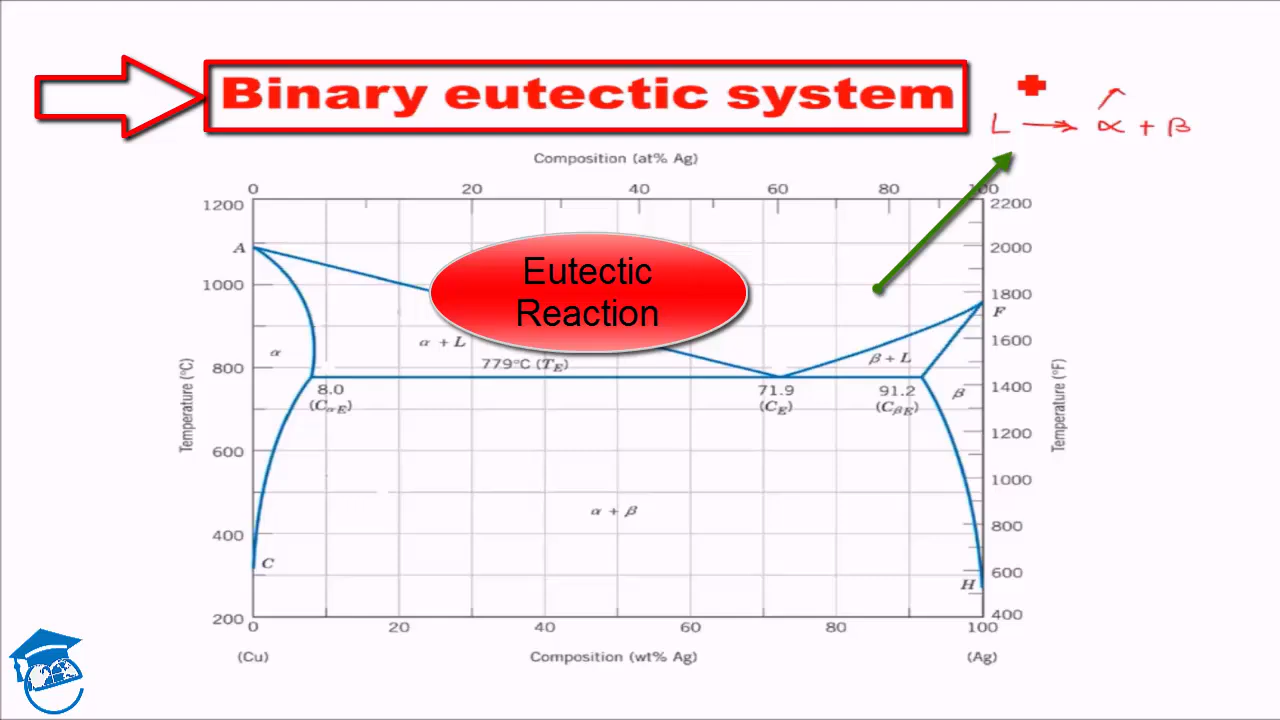 Binary eutectic system
L → α + β
Composition (at% Ag)
0 20 40 60 80 100
1200 2200
A 2000
1000 1800
F
Eutectic
Reaction
1600
α
α + L
β + L
779°C (T_E)
800 1400
8.0 71.9 91.2
(C_αE) (C_E) (C_βE)
β
Temperature (°C)
Temperature (°F)
1200
600
1000
α + β
800
400
C
600
H
400
200
0 20 40 60 80 100
(Cu) Composition (wt% Ag) (Ag)